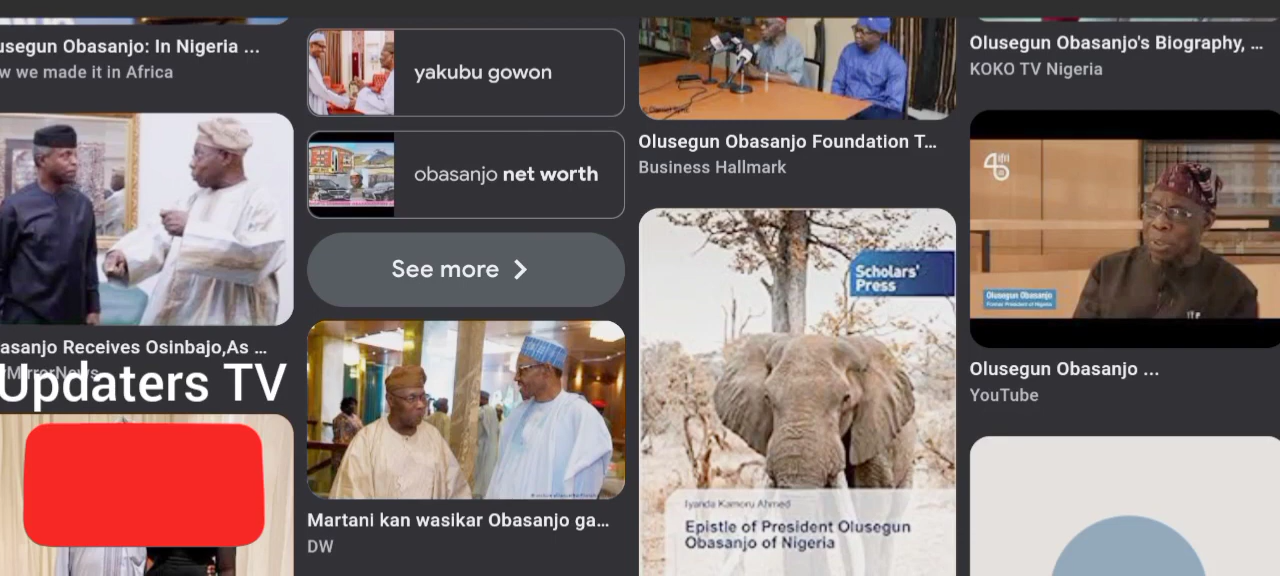 usegun Obasanjo: In Nigeria ...
w we made it in Africa
asanjo Receives Osinbajo,As ...
MirrorNews
Updaters TV
yakubu gowon
obasanjo net worth
See more
Martani kan wasikar Obasanjo ga...
DW
Olusegun Obasanjo Foundation T...
Business Hallmark
Scholars'
Press
Iyanda Kamoru Ahmed
Epistle of President Olusegun
Obasanjo of Nigeria
Olusegun Obasanjo's Biography, ...
KOKO TV Nigeria
ifri
Olusegun Obasanjo
Former President of Nigeria
Olusegun Obasanjo ...
YouTube